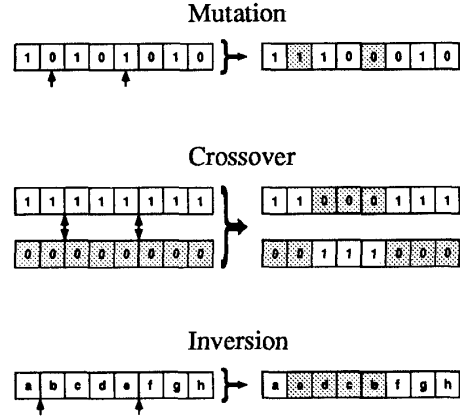 Mutation
1 0 1 0 1 0 1 0 1 1 1 0 0 0 1 0
Crossover
1 1 1 1 1 1 1 1 1 1 0 0 0 1 1 1
0 0 0 0 0 0 0 0 0 0 1 1 1 0 0 0
Inversion
a b c d e f g h a e d c b f g h